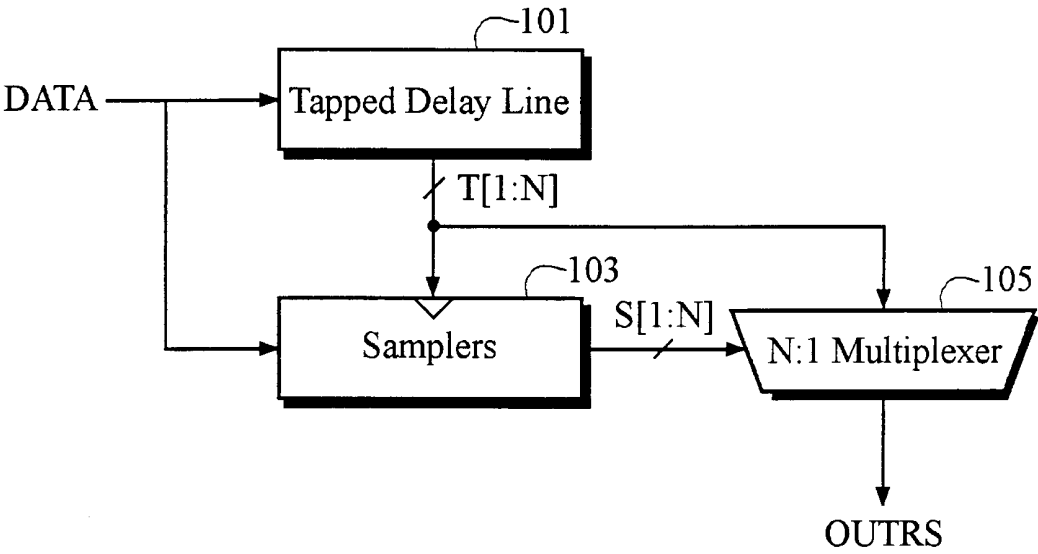 101
DATA
Tapped Delay Line
T[1:N]
103
105
S[1:N]
Samplers
N:1 Multiplexer
OUTRS